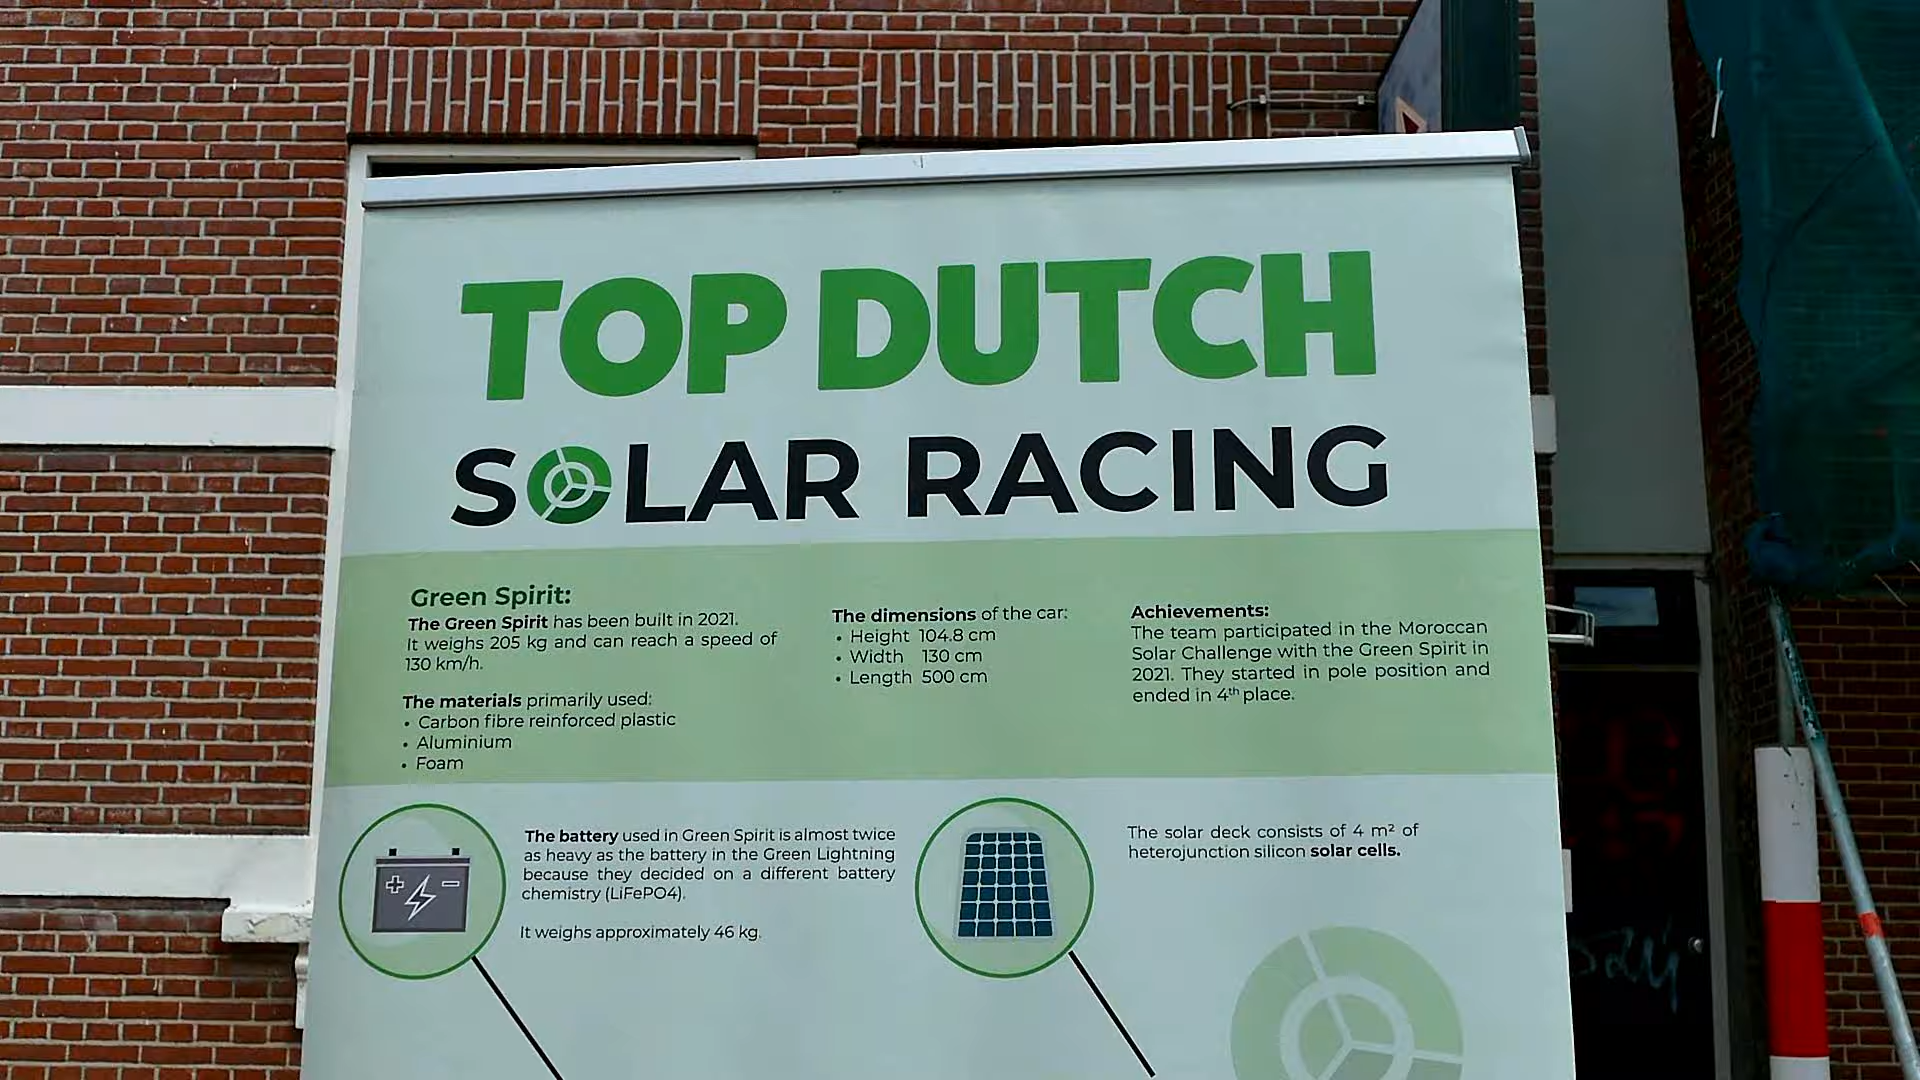 TOP DUTCH
SOLAR RACING
Green Spirit:
The Green Spirit has been built in 2021.
It weighs 205 kg and can reach a speed of
130 km/h.
The materials primarily used:
• Carbon fibre reinforced plastic
• Aluminium
• Foam
The dimensions of the car:
• Height 104.8 cm
• Width 130 cm
• Length 500 cm
Achievements:
The team participated in the Moroccan
Solar Challenge with the Green Spirit in
2021. They started in pole position and
ended in 4th place.
The battery used in Green Spirit is almost twice
as heavy as the battery in the Green Lightning
because they decided on a different battery
chemistry (LiFePO4).
It weighs approximately 46 kg.
The solar deck consists of 4 m² of
heterojunction silicon solar cells.